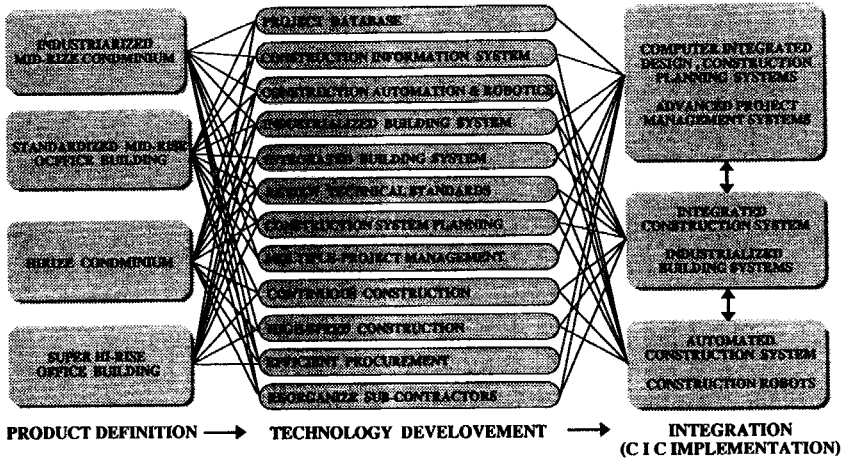 INDUSTRIARIZED
MID-RIZE CONDMINIUM
STANDARDIZED MID-RISE
OCFFICE BUILDING
HIRIZE CONDMINIUM
SUPER HI-RISE
OFFICE BUILDING
PROJECT DATABASE
CONSTRUCTION INFORMATION SYSTEM
CONSTRUCTION AUTOMATION & ROBOTICS
INDUSTRIALIZED BUILDING SYSTEM
INTEGRATED BUILDING SYSTEM
REVIEW TECHNICAL STANDARDS
CONSTRUCTION SYSTEM PLANNING
MULTIPLE-PROJECT MANAGEMENT
CONTINUOUS CONSTRUCTION
HIGH-SPEED CONSTRUCTION
EFFICIENT PROCUREMENT
REORGANIZE SUB-CONTRACTORS
COMPUTER INTEGRATED
DESIGN , CONSTRUCTION
PLANNING SYSTEMS
ADVANCED PROJECT
MANAGEMENT SYSTEMS
INTEGRATED
CONSTRUCTION SYSTEM
INDUSTRIALIZED
BUILDING SYSTEMS
AUTOMATED
CONSTRUCTION SYSTEM
CONSTRUCTION ROBOTS
PRODUCT DEFINITION
TECHNOLOGY DEVELOVEMENT
INTEGRATION
(C I C IMPLEMENTATION)